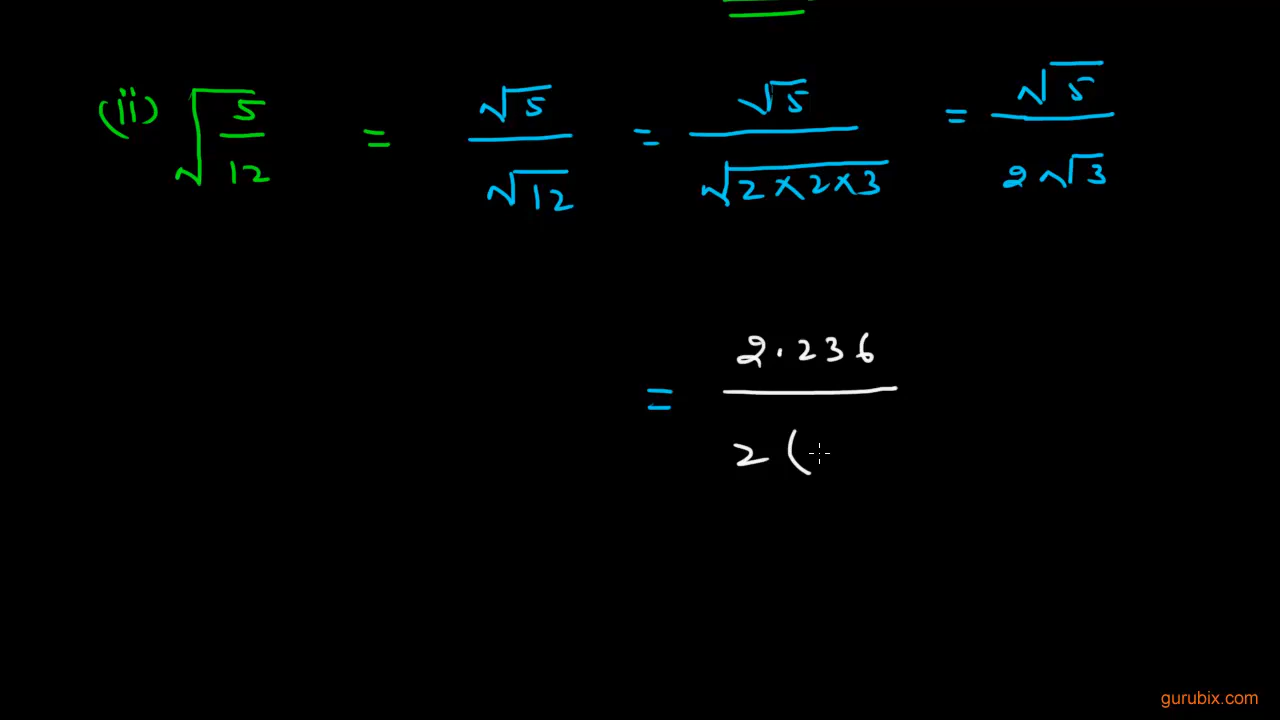 (ii) √(5/12) = √5/√12 = √5/√(2×2×3) = √5/2√3
= 2.236/2(
gurubix.com